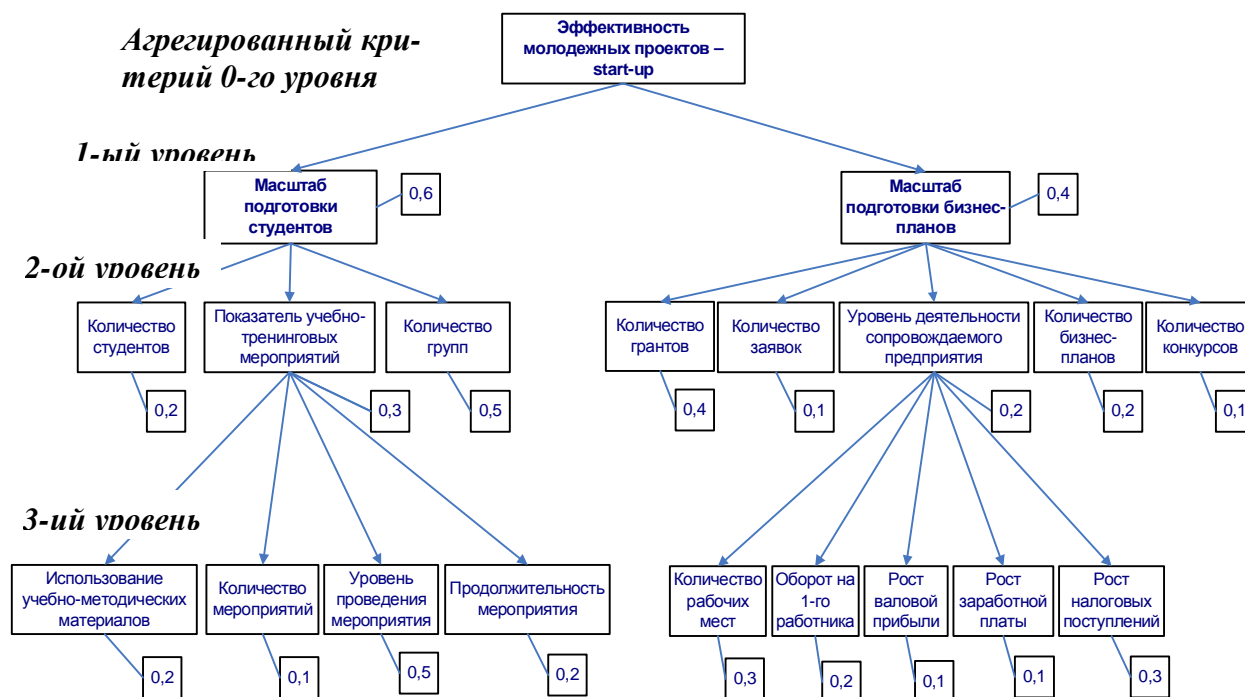 Эффективность
молодежных проектов –
start-up
Агрегированный кри-
терий 0-го уровня
1-ый уровень
Масштаб
подготовки
студентов
0,6
Масштаб
подготовки бизнес-
планов
0,4
2-ой уровень
Количество
студентов
Показатель учебно-
тренинговых
мероприятий
Количество
групп
Количество
грантов
Количество
заявок
Уровень деятельности
сопровождаемого
предприятия
Количество
бизнес-
планов
Количество
конкурсов
0,2
0,3
0,5
0,4
0,1
0,2
0,2
0,1
3-ий уровень
Использование
учебно-методических
материалов
Количество
мероприятий
Уровень
проведения
мероприятия
Продолжительность
мероприятия
Количество
рабочих
мест
Оборот на
1-го
работника
Рост
валовой
прибыли
Рост
заработной
платы
Рост
налоговых
поступлений
0,2
0,1
0,5
0,2
0,3
0,2
0,1
0,1
0,3